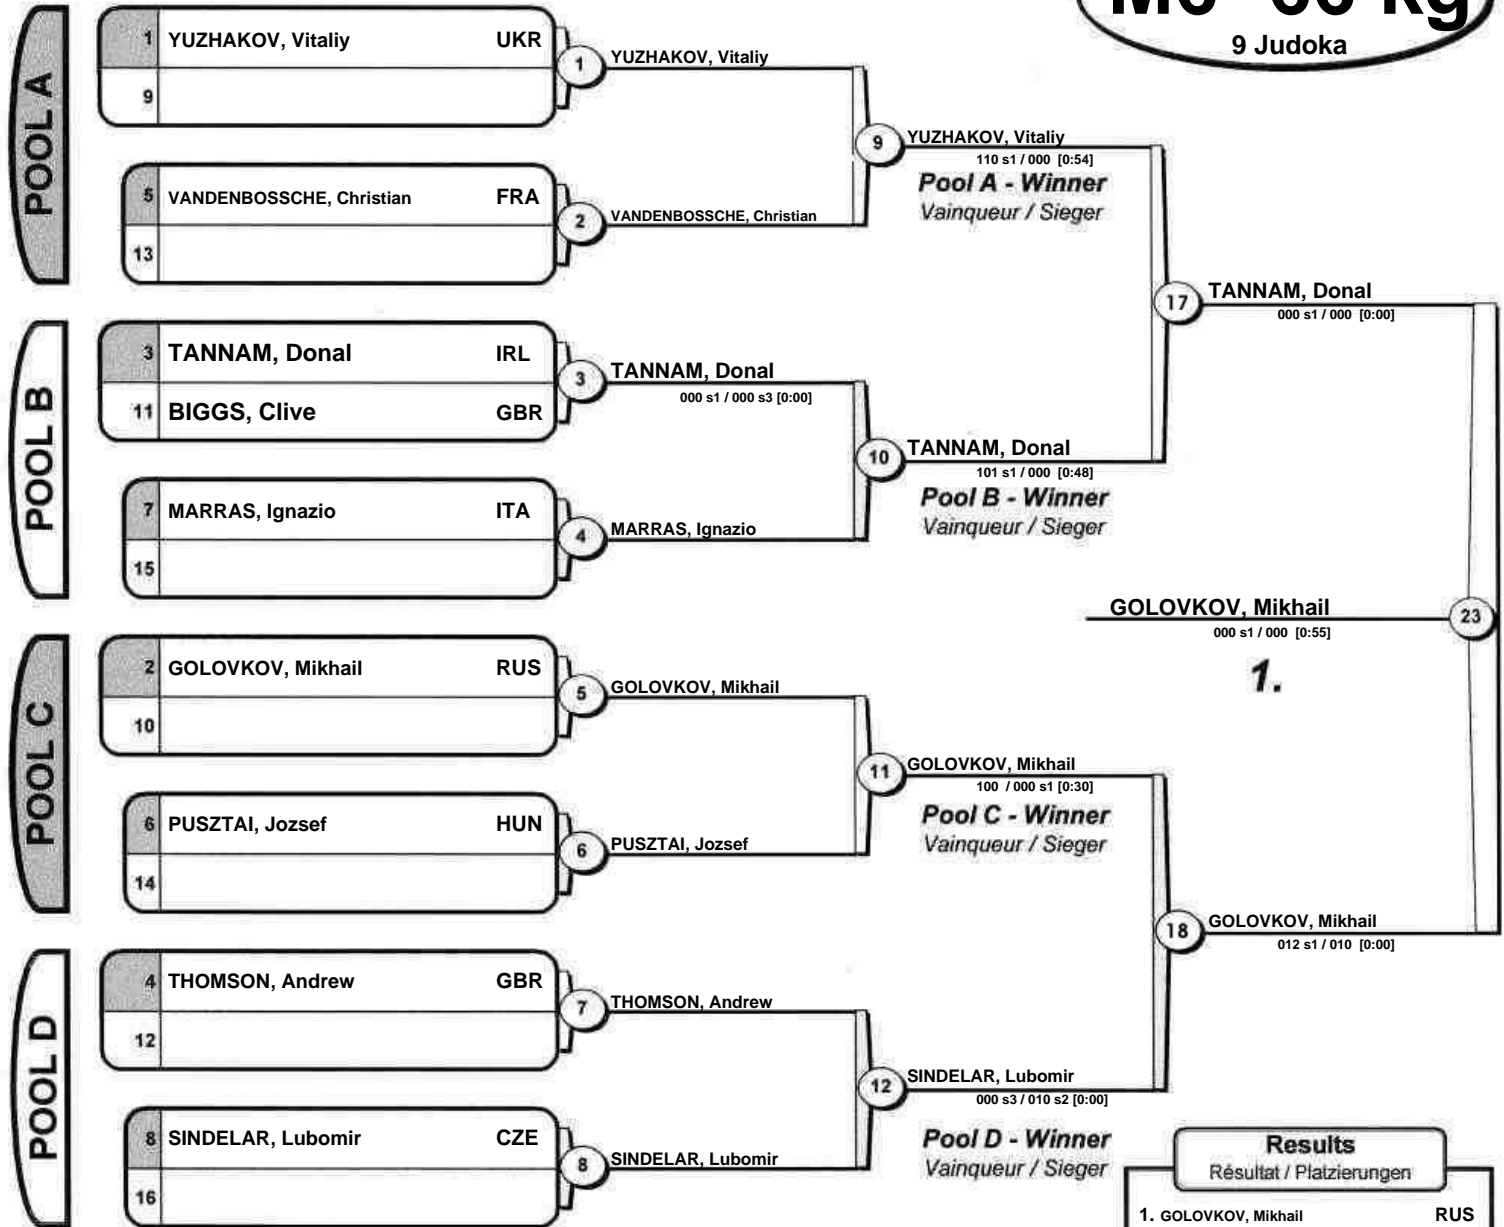 M6 -66 kg
9 Judoka
POOL A
1 YUZHAKOV, Vitaliy UKR
9
1
YUZHAKOV, Vitaliy
5 VANDENBOSSCHE, Christian FRA
13
2
VANDENBOSSCHE, Christian
9
YUZHAKOV, Vitaliy
110 s1 / 000 [0:54]
Pool A - Winner
Vainqueur / Sieger
POOL B
3 TANNAM, Donal IRL
11 BIGGS, Clive GBR
3
TANNAM, Donal
000 s1 / 000 s3 [0:00]
7 MARRAS, Ignazio ITA
15
4
MARRAS, Ignazio
10
TANNAM, Donal
101 s1 / 000 [0:48]
Pool B - Winner
Vainqueur / Sieger
17
TANNAM, Donal
000 s1 / 000 [0:00]
POOL C
2 GOLOVKOV, Mikhail RUS
10
5
GOLOVKOV, Mikhail
6 PUSZTAI, Jozsef HUN
14
6
PUSZTAI, Jozsef
11
GOLOVKOV, Mikhail
100 / 000 s1 [0:30]
Pool C - Winner
Vainqueur / Sieger
POOL D
4 THOMSON, Andrew GBR
12
7
THOMSON, Andrew
8 SINDELAR, Lubomir CZE
16
8
SINDELAR, Lubomir
12
SINDELAR, Lubomir
000 s3 / 010 s2 [0:00]
Pool D - Winner
Vainqueur / Sieger
18
GOLOVKOV, Mikhail
012 s1 / 010 [0:00]
GOLOVKOV, Mikhail
000 s1 / 000 [0:55]
1.
23
Results
Résultat / Platzierungen
1. GOLOVKOV, Mikhail RUS